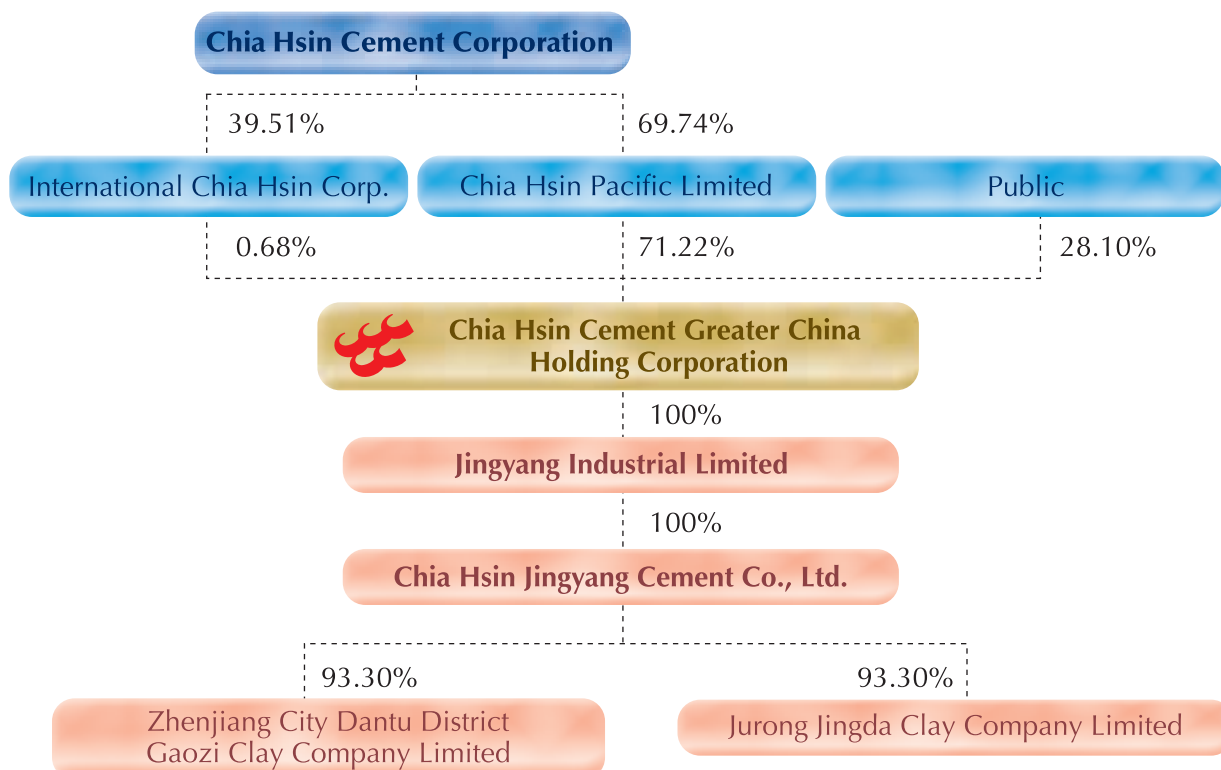 Chia Hsin Cement Corporation
39.51%
69.74%
International Chia Hsin Corp.
Chia Hsin Pacific Limited
Public
0.68%
71.22%
28.10%
Chia Hsin Cement Greater China
Holding Corporation
100%
Jingyang Industrial Limited
100%
Chia Hsin Jingyang Cement Co., Ltd.
93.30%
93.30%
Zhenjiang City Dantu District
Gaozi Clay Company Limited
Jurong Jingda Clay Company Limited